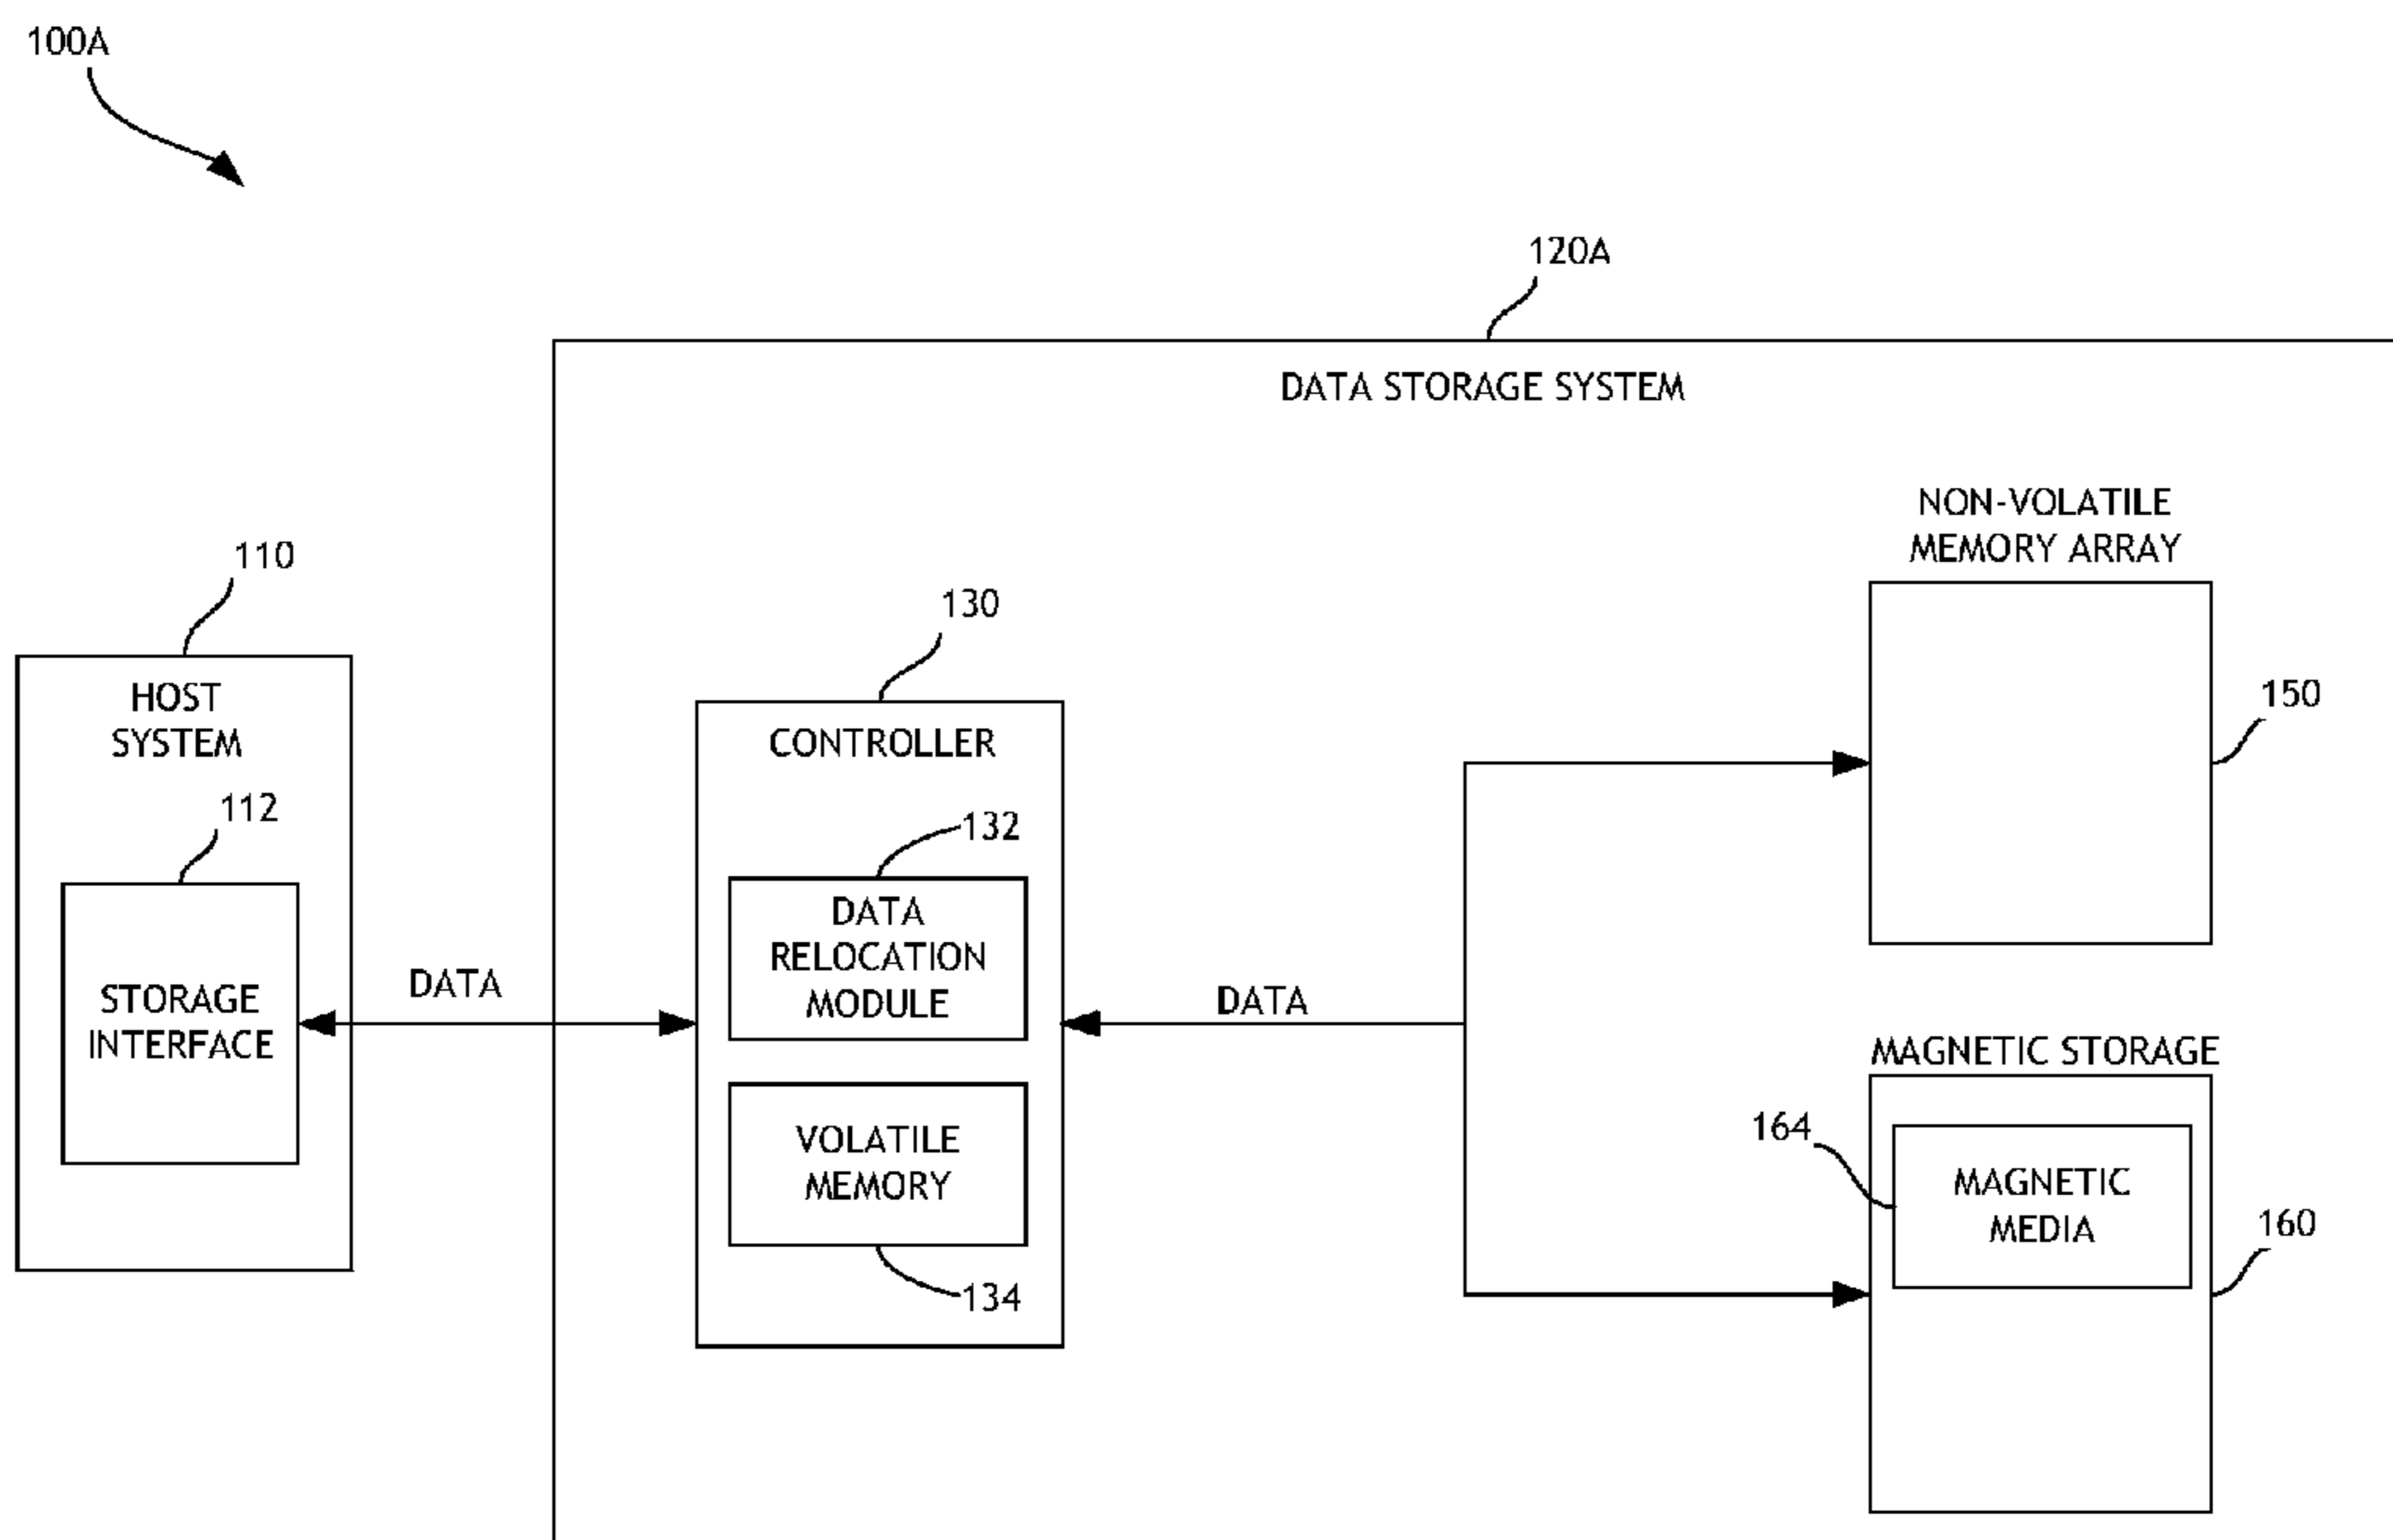 100A
120A
DATA STORAGE SYSTEM
NON-VOLATILE
MEMORY ARRAY
150
110
HOST
SYSTEM
112
STORAGE
INTERFACE
DATA
130
CONTROLLER
132
DATA
RELOCATION
MODULE
VOLATILE
MEMORY
134
DATA
MAGNETIC STORAGE
164
MAGNETIC
MEDIA
160